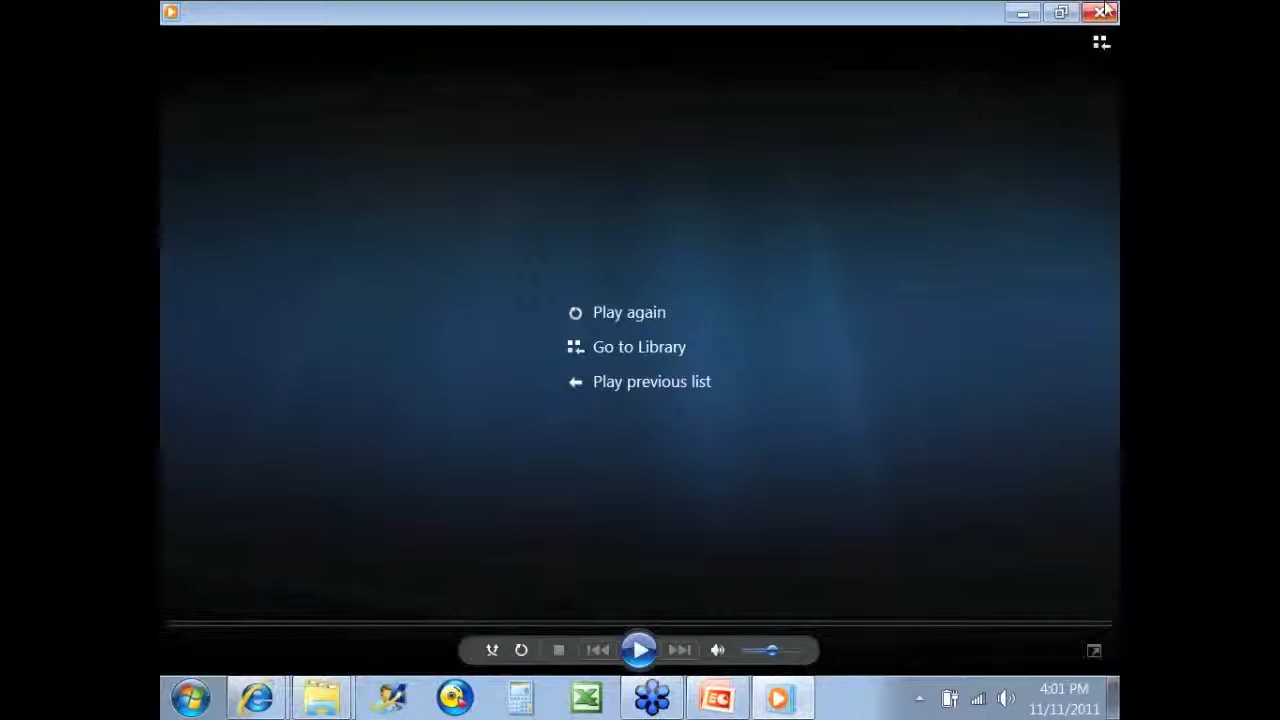 Play again
Go to Library
Play previous list
4:01 PM
11/11/2011